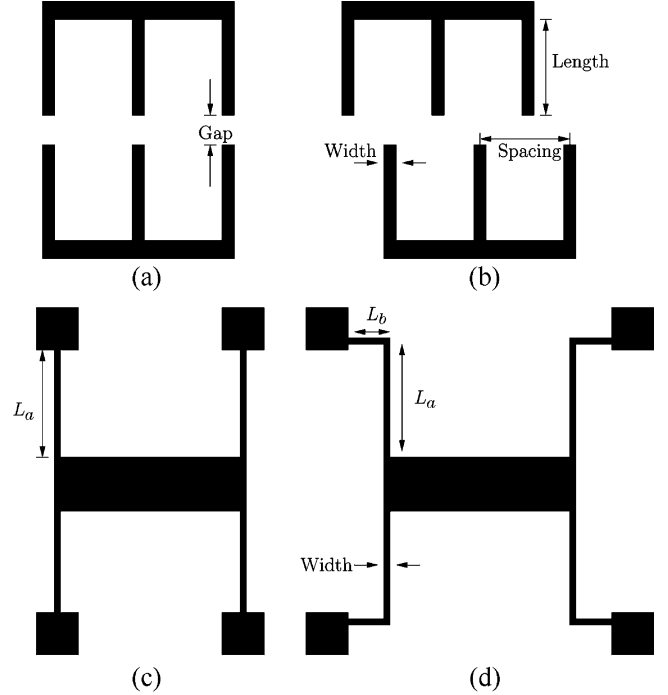 Gap
Length
Width
Spacing
(a)
(b)
L_b
L_a
L_a
Width
(c)
(d)